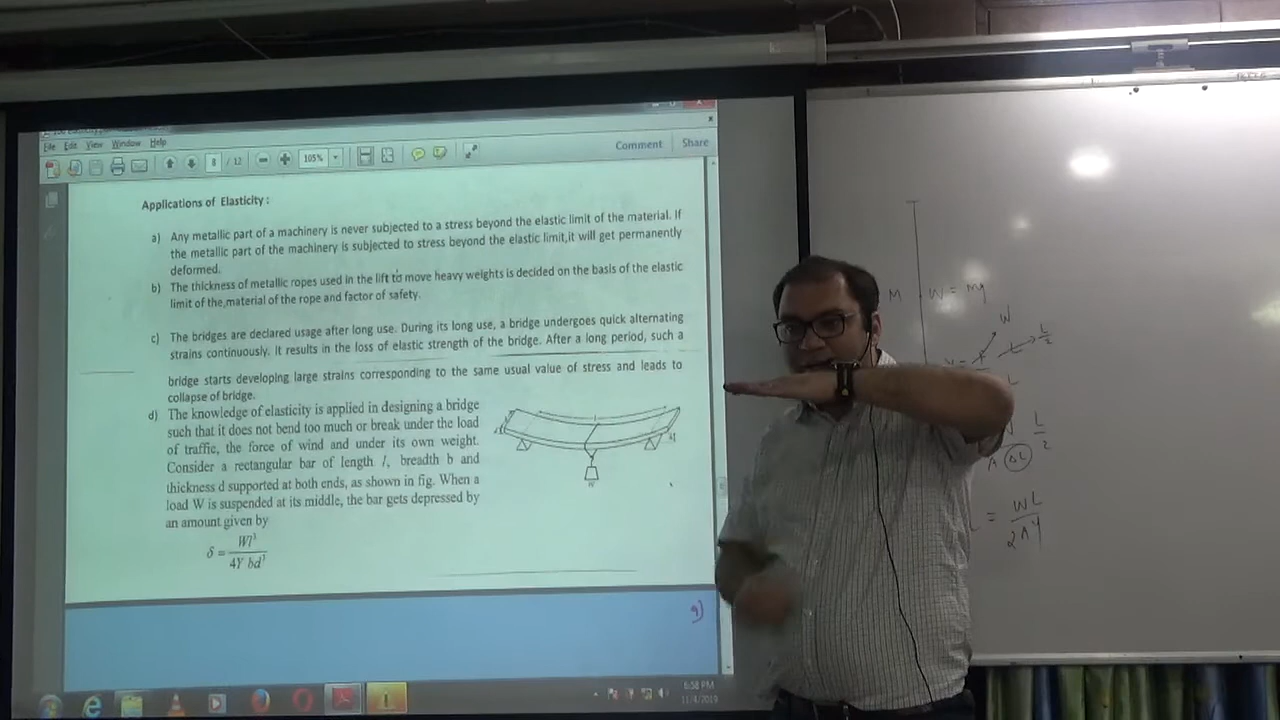 File Edit View Window Help
8 / 12 105% Comment Share
Applications of Elasticity :
a) Any metallic part of a machinery is never subjected to a stress beyond the elastic limit of the material. If
the metallic part of the machinery is subjected to stress beyond the elastic limit,it will get permanently
deformed.
b) The thickness of metallic ropes used in the lift to move heavy weights is decided on the basis of the elastic
limit of the,material of the rope and factor of safety.
c) The bridges are declared usage after long use. During its long use, a bridge undergoes quick alternating
strains continuously. It results in the loss of elastic strength of the bridge. After a long period, such a
bridge starts developing large strains corresponding to the same usual value of stress and leads to
collapse of bridge.
d) The knowledge of elasticity is applied in designing a bridge
such that it does not bend too much or break under the load
of traffic, the force of wind and under its own weight.
Consider a rectangular bar of length l, breadth b and
thickness d supported at both ends, as shown in fig. When a
load W is suspended at its middle, the bar gets depressed by
an amount given by
δ = Wl³ / 4Y bd³
W
9)
6:58 PM
11/4/2019
M W = mg
W
L/2
L
L/2
A ΔL
= WL / 2AY